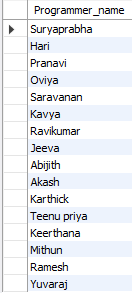 Programmer_name
Suryaprabha
Hari
Pranavi
Oviya
Saravanan
Kavya
Ravikumar
Jeeva
Abijith
Akash
Karthick
Teenu priya
Keerthana
Mithun
Ramesh
Yuvaraj